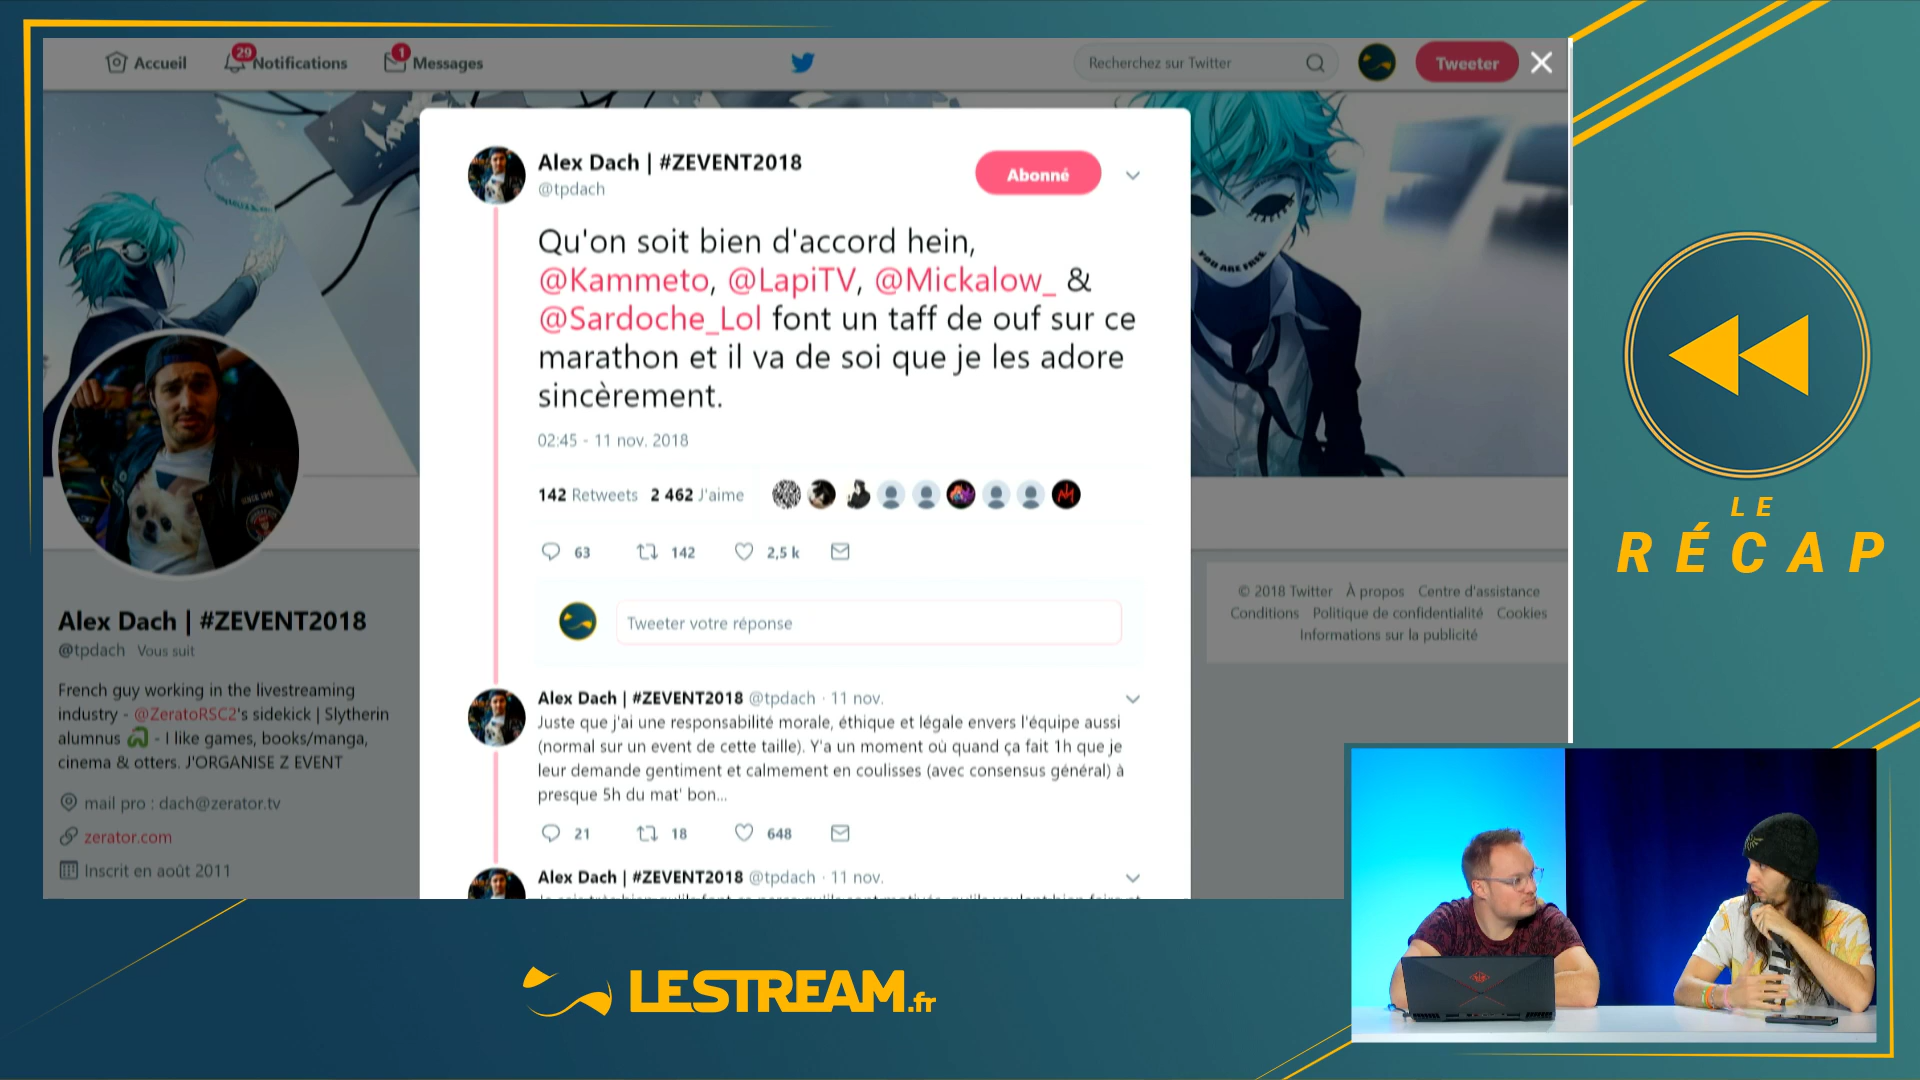 Accueil
29
Notifications
1
Messages
Recherchez sur Twitter
Tweeter
YOU ARE FREE
Alex Dach | #ZEVENT2018
@tpdach
Abonné
Qu'on soit bien d'accord hein,
@Kammeto, @LapiTV, @Mickalow_ &
@Sardoche_Lol font un taff de ouf sur ce
marathon et il va de soi que je les adore
sincèrement.
02:45 - 11 nov. 2018
142 Retweets 2 462 J'aime
63 142 2,5 k
Tweeter votre réponse
Alex Dach | #ZEVENT2018 @tpdach · 11 nov.
Juste que j'ai une responsabilité morale, éthique et légale envers l'équipe aussi
(normal sur un event de cette taille). Y'a un moment où quand ça fait 1h que je
leur demande gentiment et calmement en coulisses (avec consensus général) à
presque 5h du mat' bon...
21 18 648
Alex Dach | #ZEVENT2018 @tpdach · 11 nov.
Alex Dach | #ZEVENT2018
@tpdach Vous suit
French guy working in the livestreaming
industry - @ZeratoRSC2's sidekick | Slytherin
alumnus - I like games, books/manga,
cinema & otters. J'ORGANISE Z EVENT
mail pro : dach@zerator.tv
zerator.com
Inscrit en août 2011
© 2018 Twitter À propos Centre d'assistance
Conditions Politique de confidentialité Cookies
Informations sur la publicité
LE
RÉCAP
LESTREAM.fr